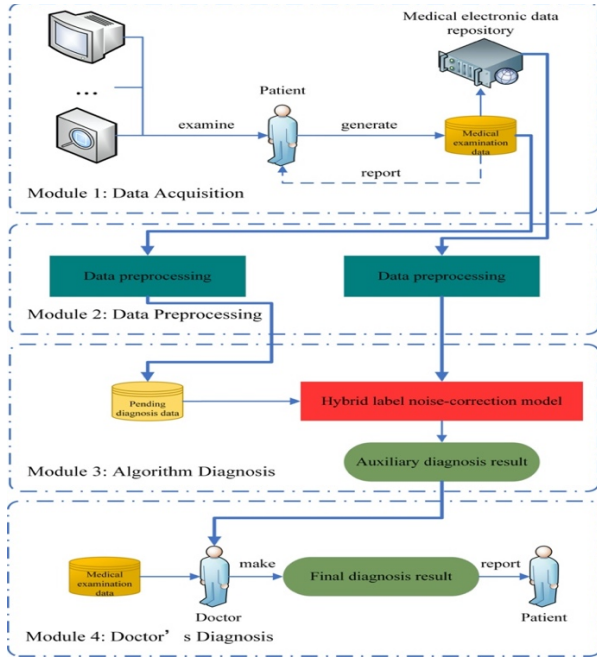 Medical electronic data
repository
...
Patient
examine
generate
Medical
examination
data
report
Module 1: Data Acquisition
Data preprocessing
Data preprocessing
Module 2: Data Preprocessing
Pending
diagnosis data
Hybrid label noise-correction model
Auxiliary diagnosis result
Module 3: Algorithm Diagnosis
Medical
examination
data
make
Final diagnosis result
report
Doctor
Patient
Module 4: Doctor’ s Diagnosis